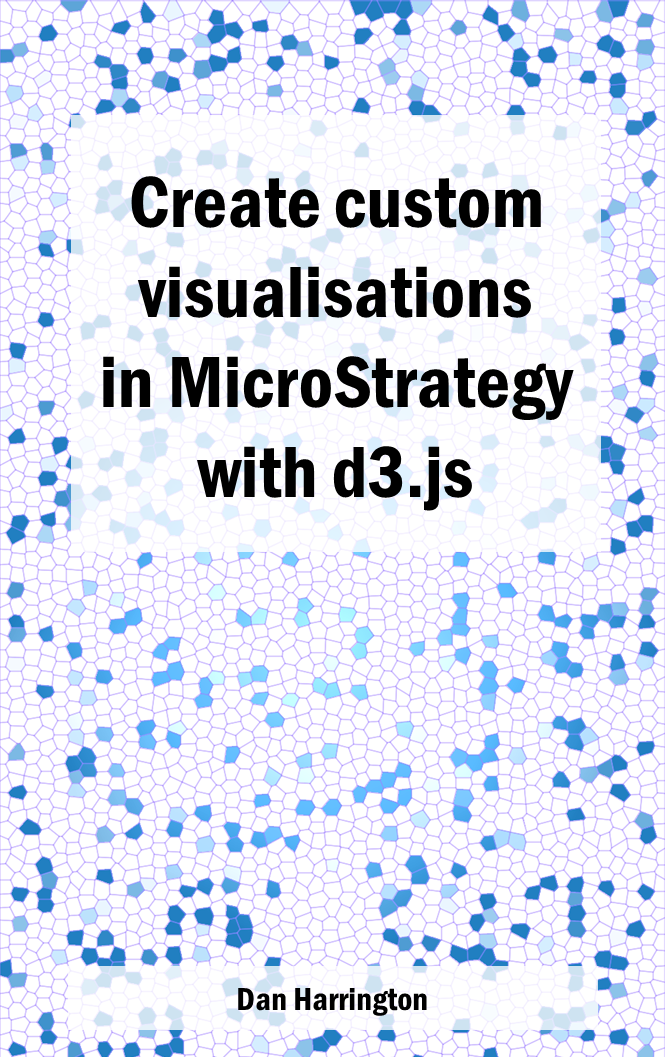 Create custom
visualisations
in MicroStrategy
with d3.js
Dan Harrington